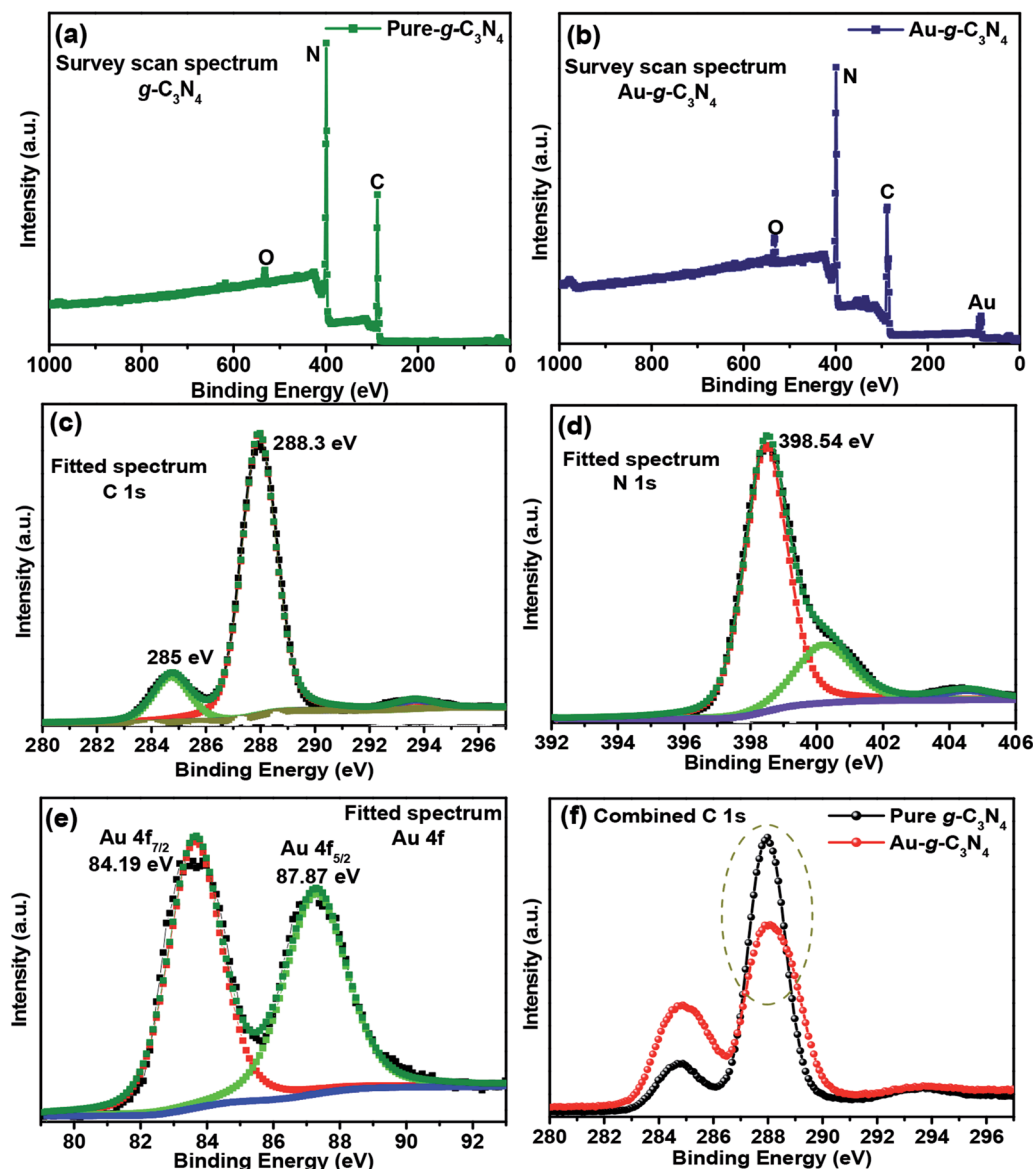 (a)
Pure-g-C₃N₄
Survey scan spectrum
g-C₃N₄
N
C
O
Intensity (a.u.)
1000 800 600 400 200 0
Binding Energy (eV)
(b)
Au-g-C₃N₄
Survey scan spectrum
Au-g-C₃N₄
N
C
O
Au
Intensity (a.u.)
1000 800 600 400 200 0
Binding Energy (eV)
(c)
288.3 eV
Fitted spectrum
C 1s
285 eV
Intensity (a.u.)
280 282 284 286 288 290 292 294 296
Binding Energy (eV)
(d)
398.54 eV
Fitted spectrum
N 1s
Intensity (a.u.)
392 394 396 398 400 402 404 406
Binding Energy (eV)
(e)
Fitted spectrum
Au 4f
Au 4f₇/₂
84.19 eV
Au 4f₅/₂
87.87 eV
Intensity (a.u.)
80 82 84 86 88 90 92
Binding Energy (eV)
(f)
Combined C 1s
Pure g-C₃N₄
Au-g-C₃N₄
Intensity (a.u.)
280 282 284 286 288 290 292 294 296
Binding Energy (eV)